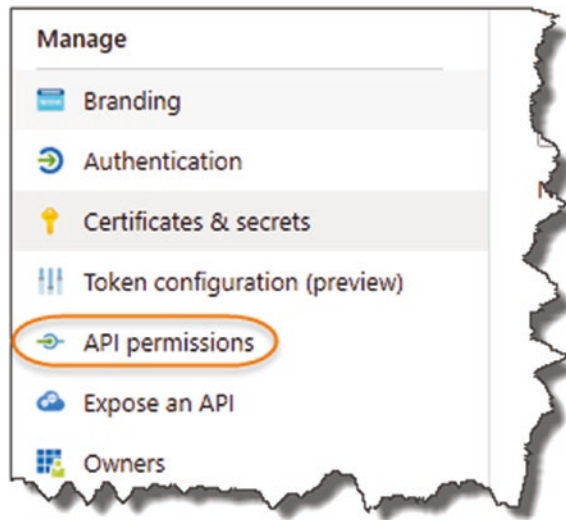 Manage
Branding
Authentication
Certificates & secrets
Token configuration (preview)
API permissions
Expose an API
Owners